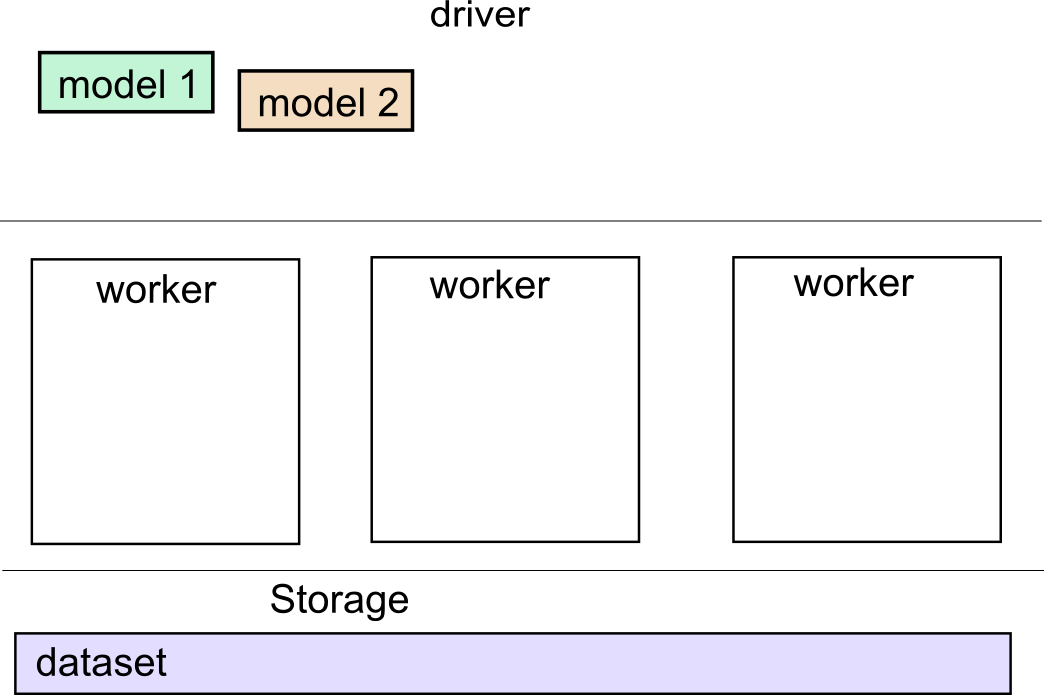 driver
model 1
model 2
worker
worker
worker
Storage
dataset